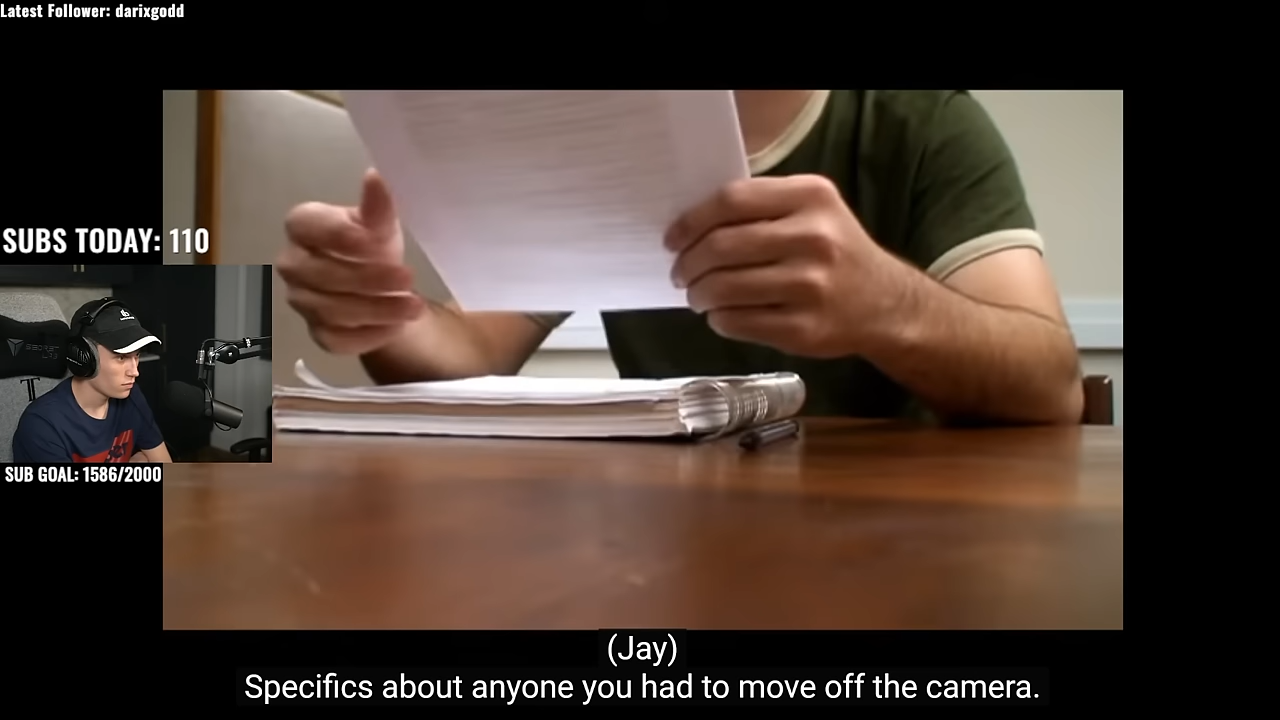 Latest Follower: darixgodd
SUBS TODAY: 110
SUB GOAL: 1586/2000
(Jay)
Specifics about anyone you had to move off the camera.